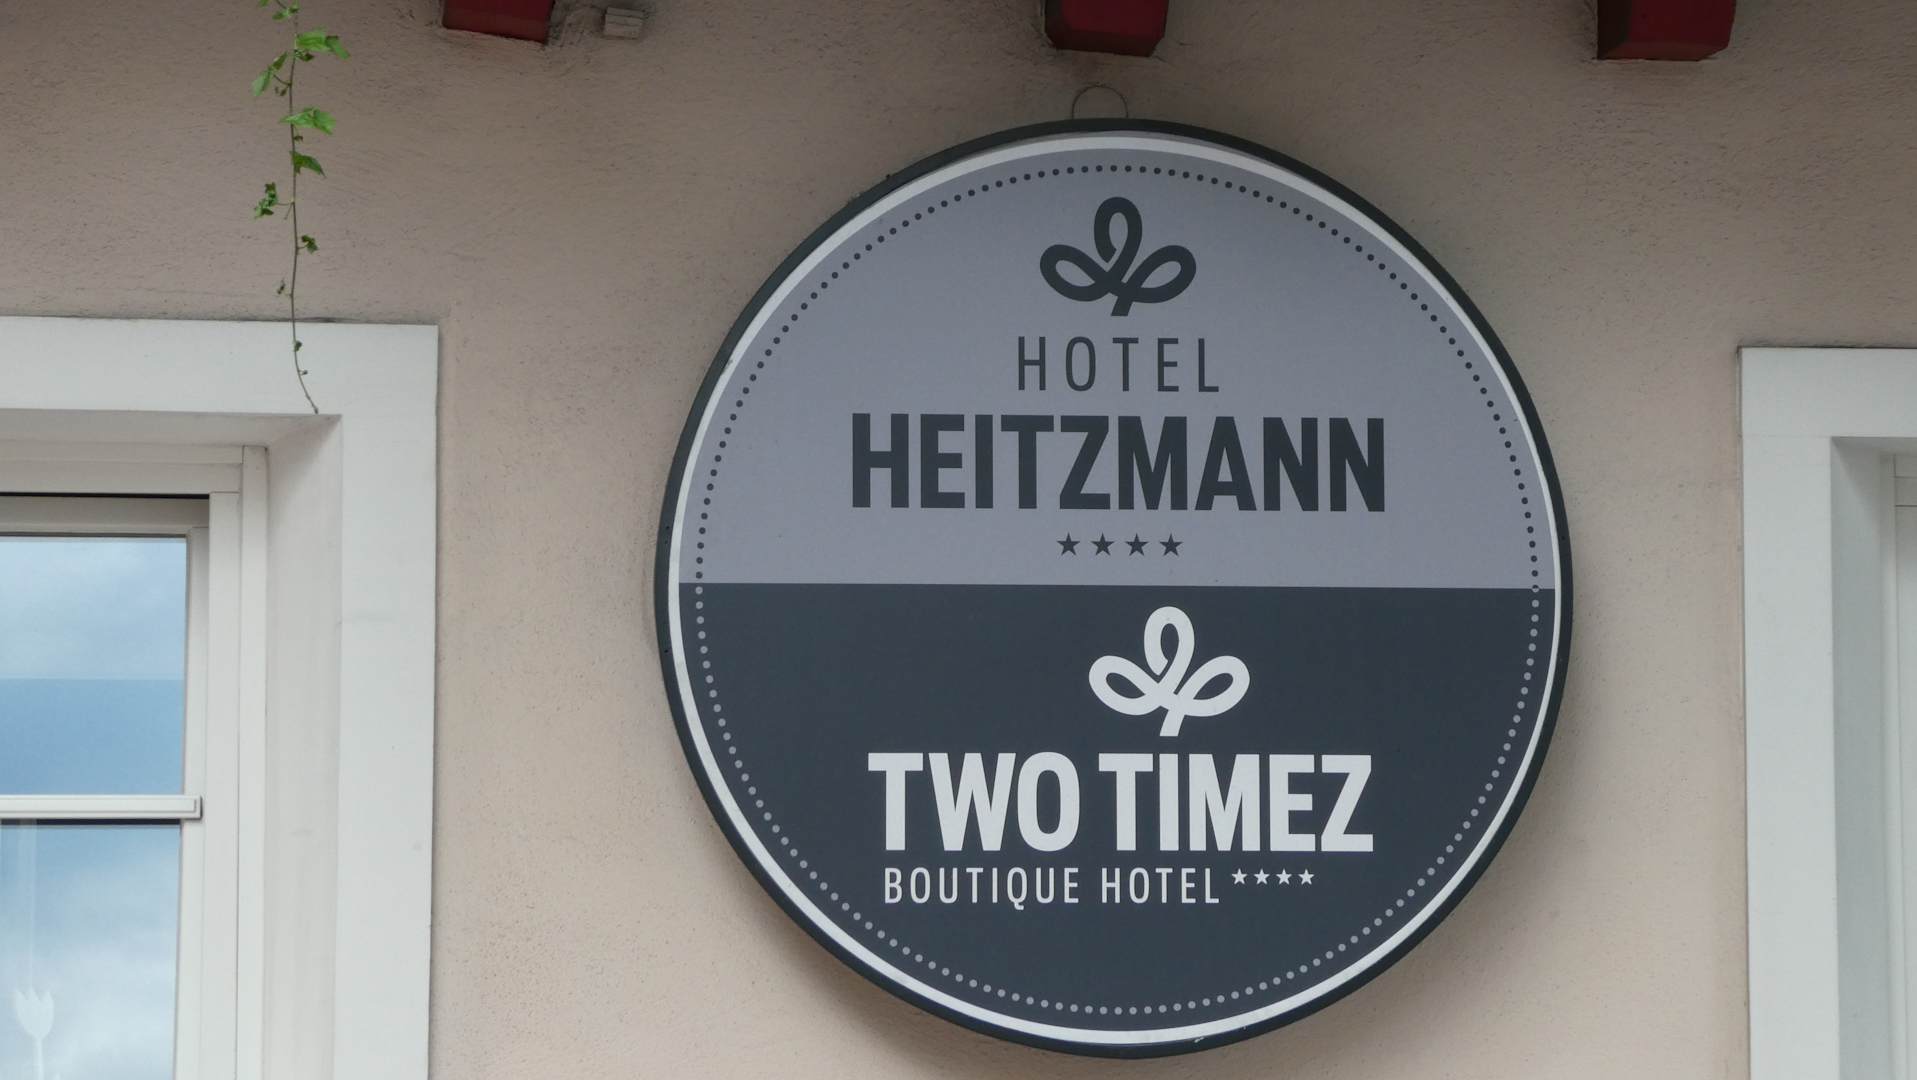 HOTEL
HEITZMANN
★★★★
TWO TIMEZ
BOUTIQUE HOTEL ★★★★